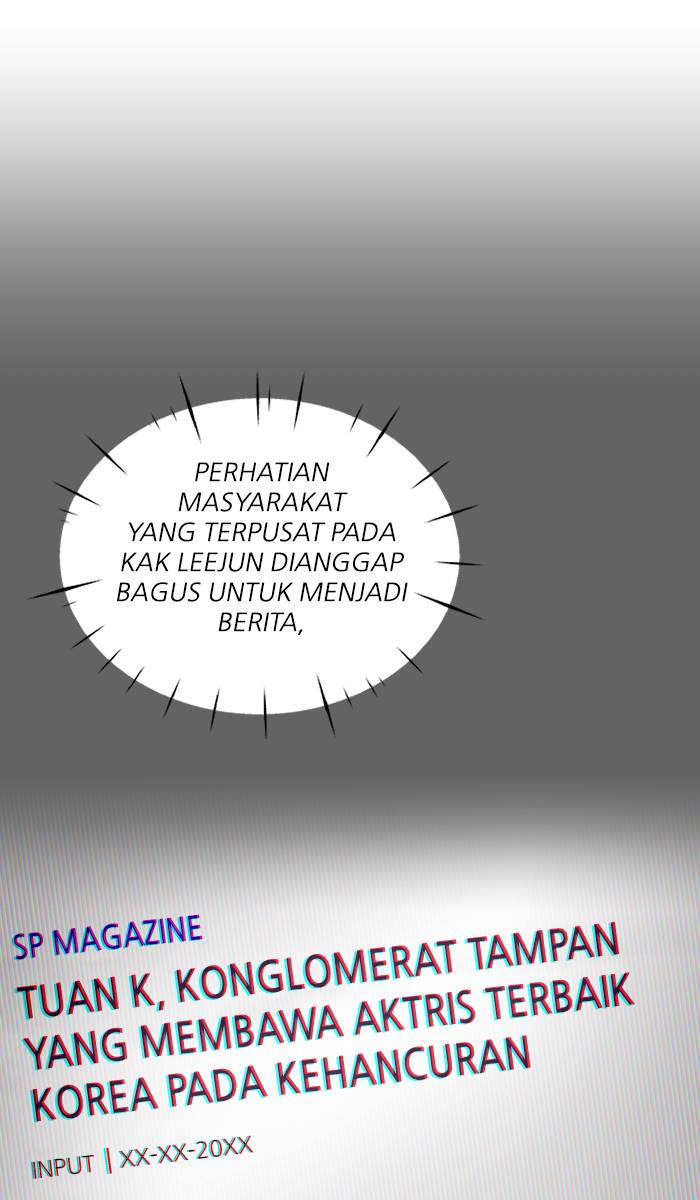 PERHATIAN
MASYARAKAT
YANG TERPUSAT PADA
KAK LEEJUN DIANGGAP
BAGUS UNTUK MENJADI
BERITA,
SP MAGAZINE
TUAN K, KONGLOMERAT TAMPAN
YANG MEMBAWA AKTRIS TERBAIK
KOREA PADA KEHANCURAN
INPUT | XX-XX-20XX